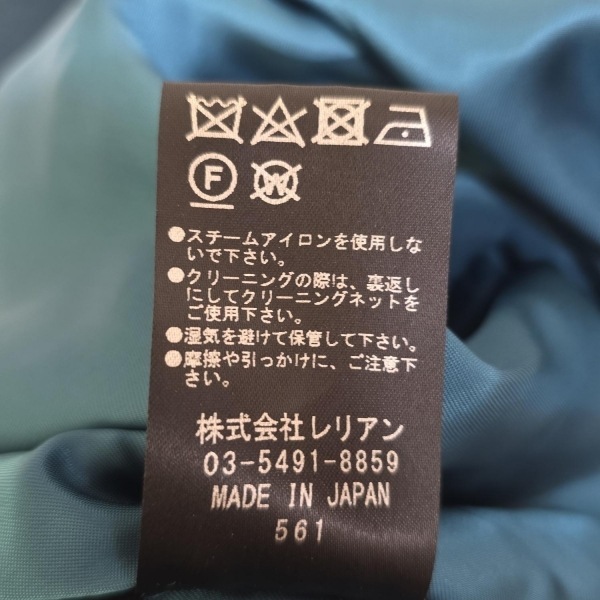 F W
●スチームアイロンを使用しな
いで下さい。
●クリーニングの際は、裏返し
にしてクリーニングネットを
ご使用下さい。
●湿気を避けて保管して下さい。
●摩擦や引っかけに、ご注意下
さい。
株式会社レリアン
03-5491-8859
MADE IN JAPAN
561